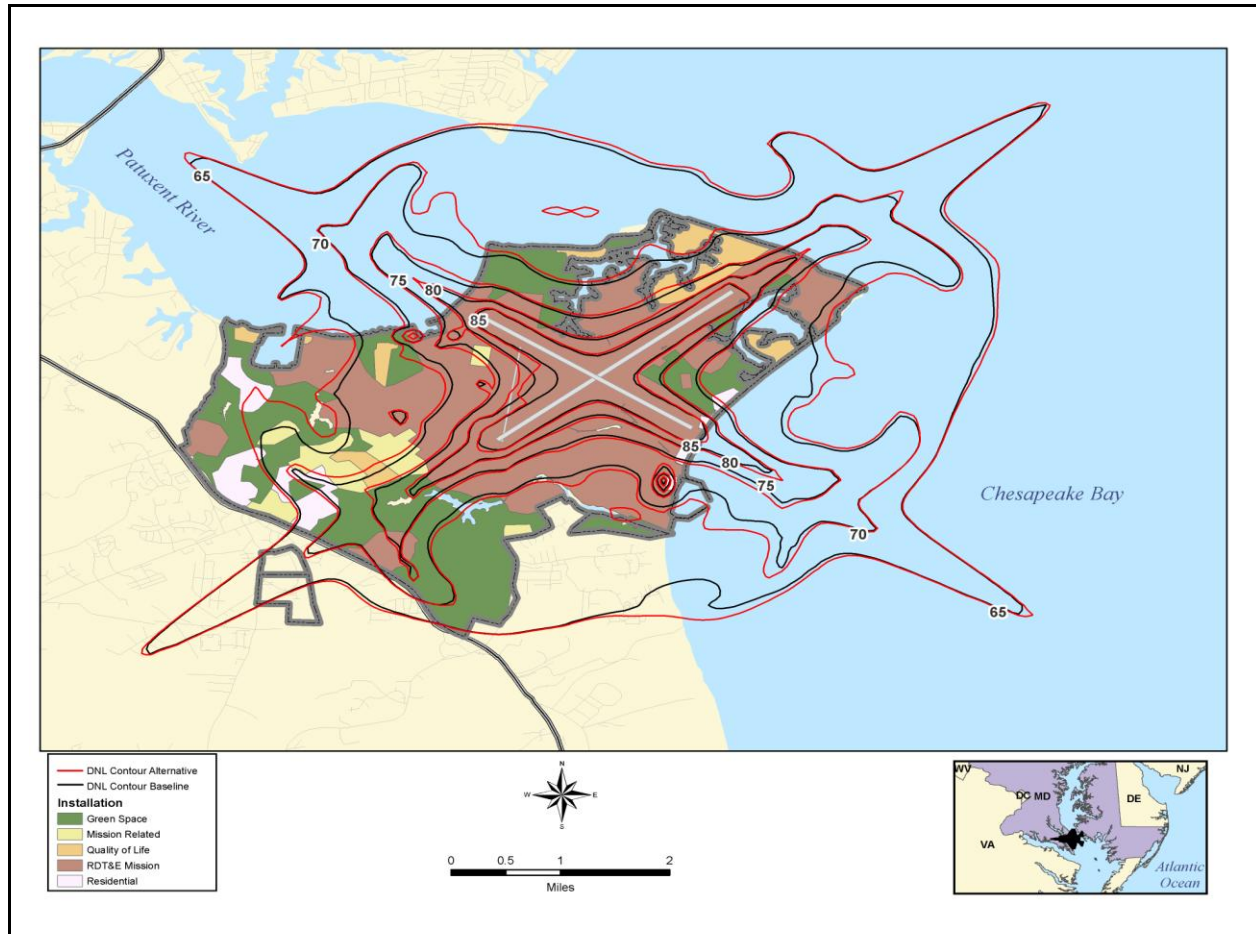 Patuxent River
65
70
75
80
85
85
80
75
70
65
Chesapeake Bay
DNL Contour Alternative
DNL Contour Baseline
Installation
Green Space
Mission Related
Quality of Life
RDT&E Mission
Residential
N
W
E
S
0
0.5
1
2
Miles
WV
DC
MD
NJ
DE
VA
Atlantic
Ocean